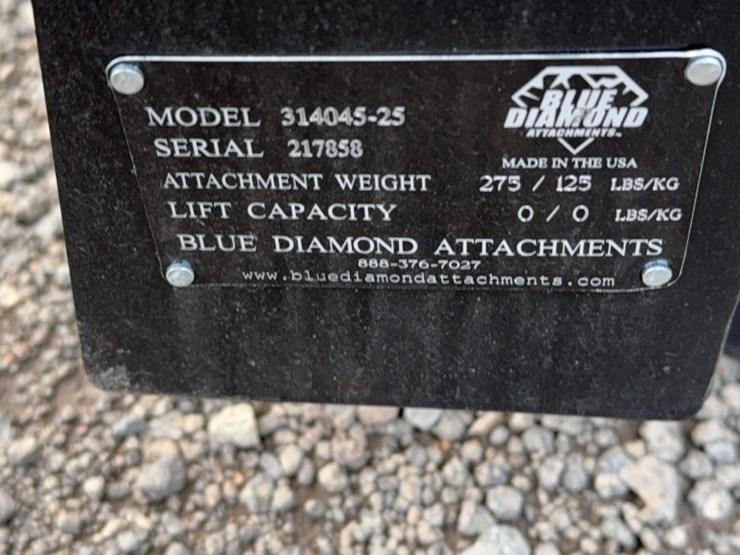 BLUE
DIAMOND
ATTACHMENTS
MODEL 314045-25
SERIAL 217858
MADE IN THE USA
ATTACHMENT WEIGHT 275 / 125 LBS/KG
LIFT CAPACITY 0 / 0 LBS/KG
BLUE DIAMOND ATTACHMENTS
888-376-7027
www.bluediamondattachments.com